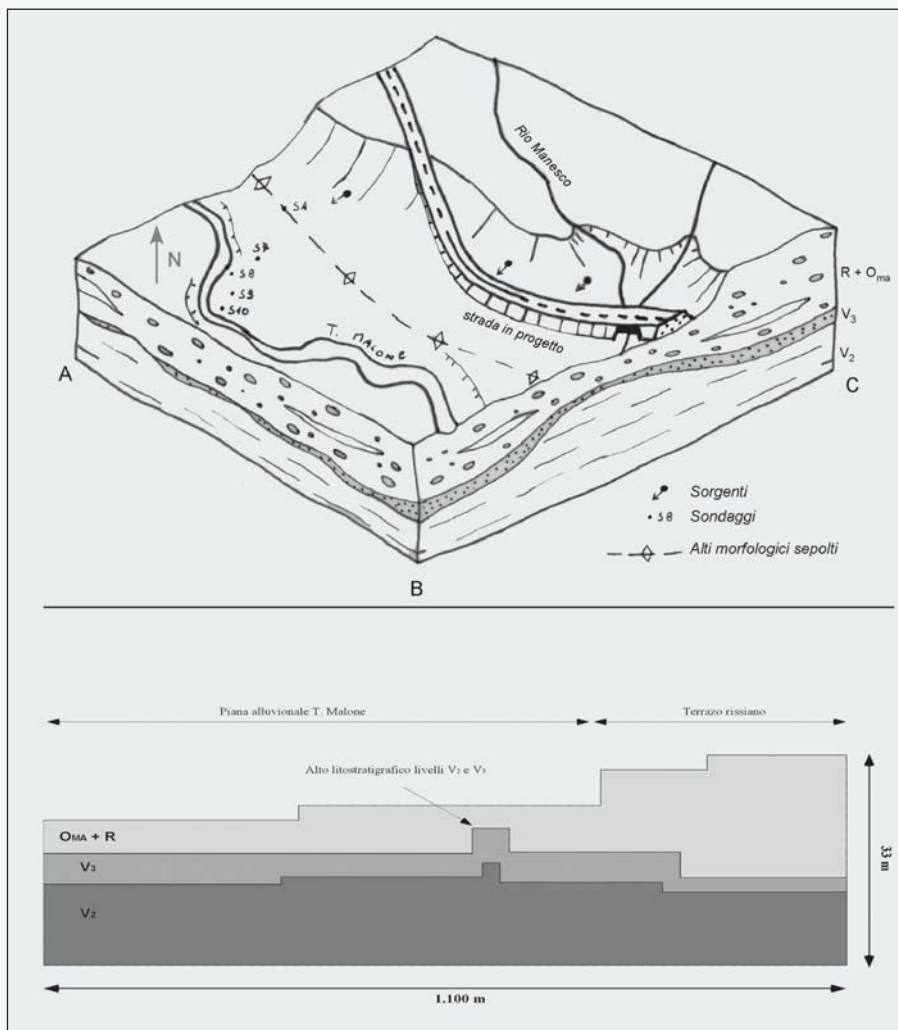 Rio Manesco
S4
S7
S8
S9
S10
N
T. MALONE
strada in progetto
R + Oma
V3
V2
A
C
B
Sorgenti
S8 Sondaggi
Alti morfologici sepolti
Piana alluvionale T. Malone
Terrazo rissiano
Alto litostratigrafico livelli V2 e V3
OMA + R
V3
V2
33 m
1.100 m